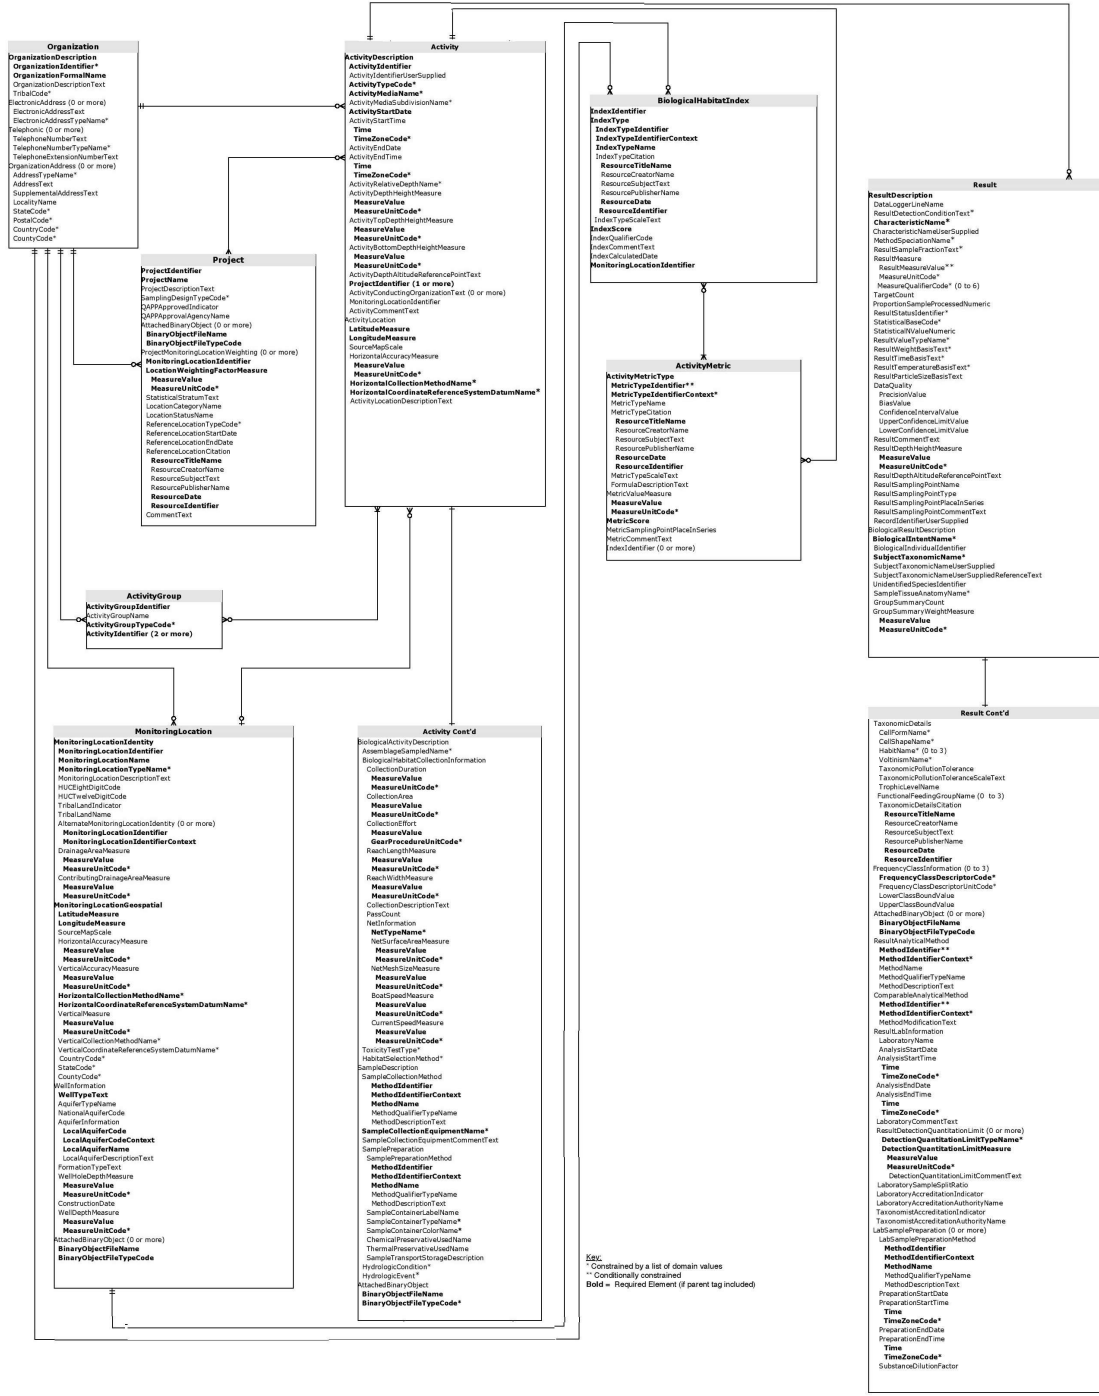 Organization
OrganizationDescription
OrganizationIdentifier*
OrganizationFormalName
OrganizationDescriptionText
TribalCode*
ElectronicAddress (0 or more)
ElectronicAddressText
ElectronicAddressTypeName*
Telephonic (0 or more)
TelephoneNumberText
TelephoneNumberTypeName*
TelephoneExtensionNumberText
OrganizationAddress (0 or more)
AddressTypeName*
AddressText
SupplementalAddressText
LocalityName
StateCode*
PostalCode*
CountryCode*
CountyCode*
Activity
ActivityDescription
ActivityIdentifier
ActivityIdentifierUserSupplied
ActivityTypeCode*
ActivityMediaName*
ActivityMediaSubdivisionName*
ActivityStartDate
ActivityStartTime
Time
TimeZoneCode*
ActivityEndDate
ActivityEndTime
Time
TimeZoneCode*
ActivityRelativeDepthName*
ActivityDepthHeightMeasure
MeasureValue
MeasureUnitCode*
ActivityTopDepthHeightMeasure
MeasureValue
MeasureUnitCode*
ActivityBottomDepthHeightMeasure
MeasureValue
MeasureUnitCode*
ActivityDepthAltitudeReferencePointText
ProjectIdentifier (1 or more)
ActivityConductingOrganizationText (0 or more)
MonitoringLocationIdentifier
ActivityCommentText
ActivityLocation
LatitudeMeasure
LongitudeMeasure
SourceMapScale
HorizontalAccuracyMeasure
MeasureValue
MeasureUnitCode*
HorizontalCollectionMethodName*
HorizontalCoordinateReferenceSystemDatumName*
ActivityLocationDescriptionText
BiologicalHabitatIndex
IndexIdentifier
IndexType
IndexTypeIdentifier
IndexTypeIdentifierContext
IndexTypeName
IndexTypeCitation
ResourceTitleName
ResourceCreatorName
ResourceSubjectText
ResourcePublisherName
ResourceDate
ResourceIdentifier
IndexTypeScaleText
IndexScore
IndexQualifierCode
IndexCommentText
IndexCalculatedDate
MonitoringLocationIdentifier
Result
ResultDescription
DataLoggerLineName
ResultDetectionConditionText*
CharacteristicName*
CharacteristicNameUserSupplied
MethodSpeciationName*
ResultSampleFractionText*
ResultMeasure
ResultMeasureValue**
MeasureUnitCode*
MeasureQualifierCode* (0 to 6)
TargetCount
ProportionSampleProcessedNumeric
ResultStatusIdentifier*
StatisticalBaseCode*
StatisticalNValueNumeric
ResultValueTypeName*
ResultWeightBasisText*
ResultTimeBasisText*
ResultTemperatureBasisText*
ResultParticleSizeBasisText
DataQuality
PrecisionValue
BiasValue
ConfidenceIntervalValue
UpperConfidenceLimitValue
LowerConfidenceLimitValue
ResultCommentText
ResultDepthHeightMeasure
MeasureValue
MeasureUnitCode*
ResultDepthAltitudeReferencePointText
ResultSamplingPointName
ResultSamplingPointType
ResultSamplingPointPlaceInSeries
ResultSamplingPointCommentText
RecordIdentifierUserSupplied
BiologicalResultDescription
BiologicalIntentName*
BiologicalIndividualIdentifier
SubjectTaxonomicName*
SubjectTaxonomicNameUserSupplied
SubjectTaxonomicNameUserSuppliedReferenceText
UnidentifiedSpeciesIdentifier
SampleTissueAnatomyName*
GroupSummaryCount
GroupSummaryWeightMeasure
MeasureValue
MeasureUnitCode*
Project
ProjectIdentifier
ProjectName
ProjectDescriptionText
SamplingDesignTypeCode*
QAPPApprovedIndicator
QAPPApprovalAgencyName
AttachedBinaryObject (0 or more)
BinaryObjectFileName
BinaryObjectFileTypeCode
ProjectMonitoringLocationWeighting (0 or more)
MonitoringLocationIdentifier
LocationWeightingFactorMeasure
MeasureValue
MeasureUnitCode*
StatisticalStratumText
LocationCategoryName
LocationStatusName
ReferenceLocationTypeCode*
ReferenceLocationStartDate
ReferenceLocationEndDate
ReferenceLocationCitation
ResourceTitleName
ResourceCreatorName
ResourceSubjectText
ResourcePublisherName
ResourceDate
ResourceIdentifier
CommentText
ActivityMetric
ActivityMetricType
MetricTypeIdentifier**
MetricTypeIdentifierContext*
MetricTypeName
MetricTypeCitation
ResourceTitleName
ResourceCreatorName
ResourceSubjectText
ResourcePublisherName
ResourceDate
ResourceIdentifier
MetricTypeScaleText
FormulaDescriptionText
MetricValueMeasure
MeasureValue
MeasureUnitCode*
MetricScore
MetricSamplingPointPlaceInSeries
MetricCommentText
IndexIdentifier (0 or more)
ActivityGroup
ActivityGroupIdentifier
ActivityGroupName
ActivityGroupTypeCode*
ActivityIdentifier (2 or more)
MonitoringLocation
MonitoringLocationIdentity
MonitoringLocationIdentifier
MonitoringLocationName
MonitoringLocationTypeName*
MonitoringLocationDescriptionText
HUCEightDigitCode
HUCTwelveDigitCode
TribalLandIndicator
TribalLandName
AlternateMonitoringLocationIdentity (0 or more)
MonitoringLocationIdentifier
MonitoringLocationIdentifierContext
DrainageAreaMeasure
MeasureValue
MeasureUnitCode*
ContributingDrainageAreaMeasure
MeasureValue
MeasureUnitCode*
MonitoringLocationGeospatial
LatitudeMeasure
LongitudeMeasure
SourceMapScale
HorizontalAccuracyMeasure
MeasureValue
MeasureUnitCode*
VerticalAccuracyMeasure
MeasureValue
MeasureUnitCode*
HorizontalCollectionMethodName*
HorizontalCoordinateReferenceSystemDatumName*
VerticalMeasure
MeasureValue
MeasureUnitCode*
VerticalCollectionMethodName*
VerticalCoordinateReferenceSystemDatumName*
CountryCode*
StateCode*
CountyCode*
WellInformation
WellTypeText
AquiferTypeName
NationalAquiferCode
AquiferInformation
LocalAquiferCode
LocalAquiferCodeContext
LocalAquiferName
LocalAquiferDescriptionText
FormationTypeText
WellHoleDepthMeasure
MeasureValue
MeasureUnitCode*
ConstructionDate
WellDepthMeasure
MeasureValue
MeasureUnitCode*
AttachedBinaryObject (0 or more)
BinaryObjectFileName
BinaryObjectFileTypeCode
Activity Cont'd
BiologicalActivityDescription
AssemblageSampledName*
BiologicalHabitatCollectionInformation
CollectionDuration
MeasureValue
MeasureUnitCode*
CollectionArea
MeasureValue
MeasureUnitCode*
CollectionEffort
MeasureValue
GearProcedureUnitCode*
ReachLengthMeasure
MeasureValue
MeasureUnitCode*
ReachWidthMeasure
MeasureValue
MeasureUnitCode*
CollectionDescriptionText
PassCount
NetInformation
NetTypeName*
NetSurfaceAreaMeasure
MeasureValue
MeasureUnitCode*
NetMeshSizeMeasure
MeasureValue
MeasureUnitCode*
BoatSpeedMeasure
MeasureValue
MeasureUnitCode*
CurrentSpeedMeasure
MeasureValue
MeasureUnitCode*
ToxicityTestType*
HabitatSelectionMethod*
SampleDescription
SampleCollectionMethod
MethodIdentifier
MethodIdentifierContext
MethodName
MethodQualifierTypeName
MethodDescriptionText
SampleCollectionEquipmentName*
SampleCollectionEquipmentCommentText
SamplePreparation
SamplePreparationMethod
MethodIdentifier
MethodIdentifierContext
MethodName
MethodQualifierTypeName
MethodDescriptionText
SampleContainerLabelName
SampleContainerTypeName*
SampleContainerColorName*
ChemicalPreservativeUsedName
ThermalPreservativeUsedName
SampleTransportStorageDescription
HydrologicCondition*
HydrologicEvent*
AttachedBinaryObject
BinaryObjectFileName
BinaryObjectFileTypeCode*
Key:
* Constrained by a list of domain values
** Conditionally constrained
Bold = Required Element (if parent tag included)
Result Cont'd
TaxonomicDetails
CellFormName*
CellShapeName*
HabitName* (0 to 3)
VoltinismName*
TaxonomicPollutionTolerance
TaxonomicPollutionToleranceScaleText
TrophicLevelName
FunctionalFeedingGroupName (0 to 3)
TaxonomicDetailsCitation
ResourceTitleName
ResourceCreatorName
ResourceSubjectText
ResourcePublisherName
ResourceDate
ResourceIdentifier
FrequencyClassInformation (0 to 3)
FrequencyClassDescriptorCode*
FrequencyClassDescriptorUnitCode*
LowerClassBoundValue
UpperClassBoundValue
AttachedBinaryObject (0 or more)
BinaryObjectFileName
BinaryObjectFileTypeCode
ResultAnalyticalMethod
MethodIdentifier**
MethodIdentifierContext*
MethodName
MethodQualifierTypeName
MethodDescriptionText
ComparableAnalyticalMethod
MethodIdentifier**
MethodIdentifierContext*
MethodModificationText
ResultLabInformation
LaboratoryName
AnalysisStartDate
AnalysisStartTime
Time
TimeZoneCode*
AnalysisEndDate
AnalysisEndTime
Time
TimeZoneCode*
LaboratoryCommentText
ResultDetectionQuantitationLimit (0 or more)
DetectionQuantitationLimitTypeName*
DetectionQuantitationLimitMeasure
MeasureValue
MeasureUnitCode*
DetectionQuantitationLimitCommentText
LaboratorySampleSplitRatio
LaboratoryAccreditationIndicator
LaboratoryAccreditationAuthorityName
TaxonomistAccreditationIndicator
TaxonomistAccreditationAuthorityName
LabSamplePreparation (0 or more)
LabSamplePreparationMethod
MethodIdentifier
MethodIdentifierContext
MethodName
MethodQualifierTypeName
MethodDescriptionText
PreparationStartDate
PreparationStartTime
Time
TimeZoneCode*
PreparationEndDate
PreparationEndTime
Time
TimeZoneCode*
SubstanceDilutionFactor